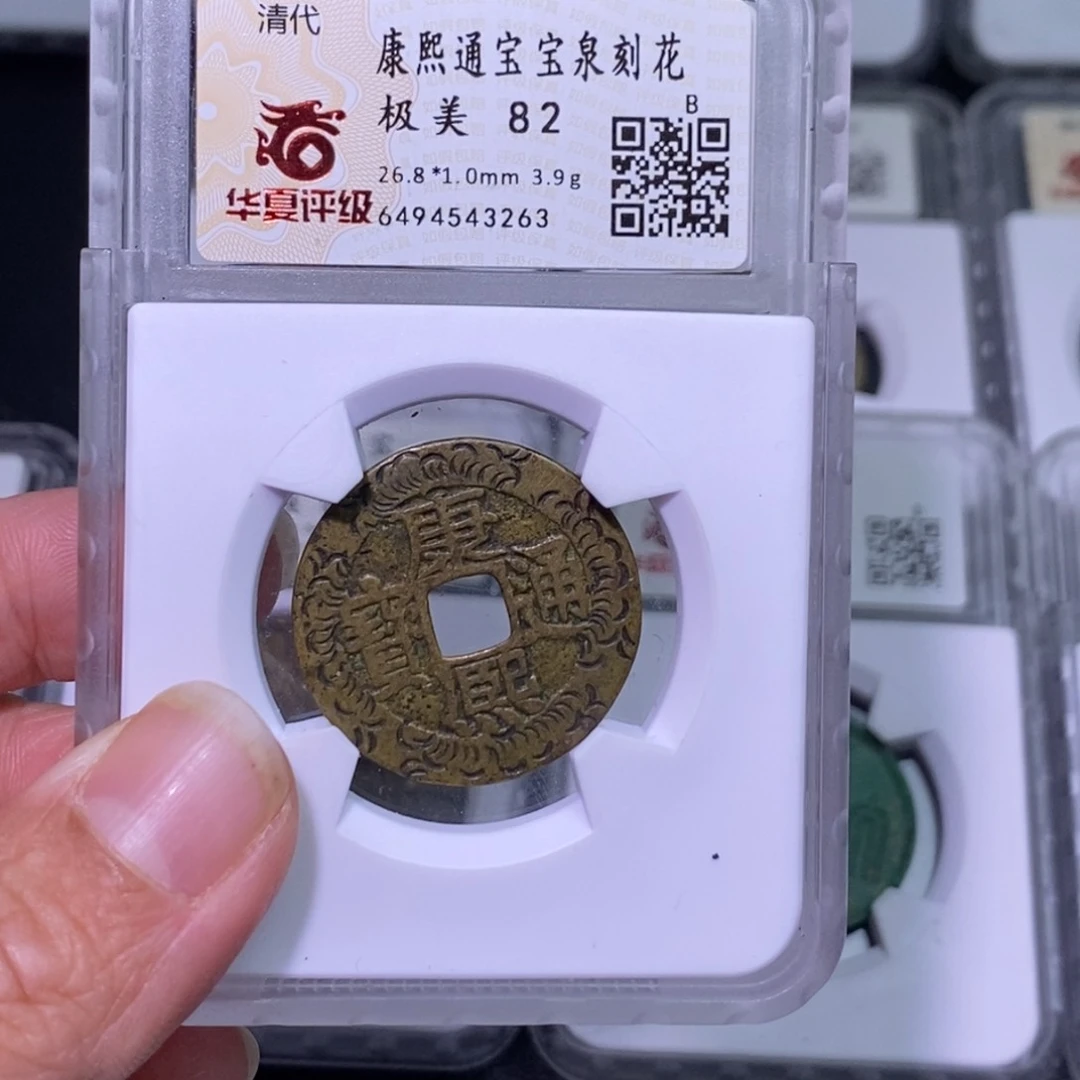 清代
康熙通宝宝泉刻花
极美 82
B
26.8*1.0mm 3.9g
华夏评级
6494543263
康熙通寶